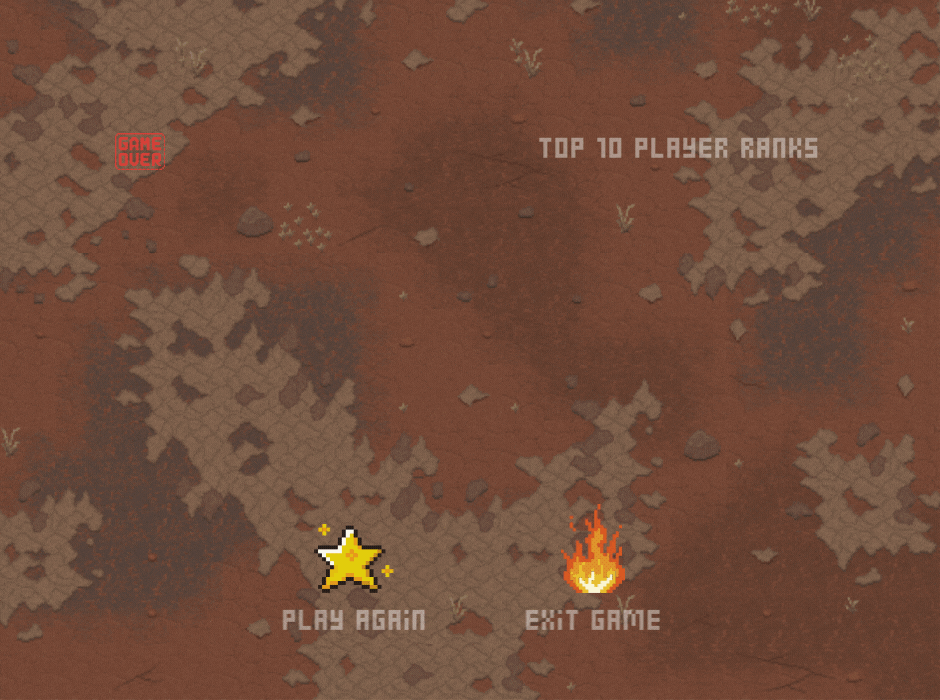 GAME
OVER
TOP 10 PLAYER RANKS
PLAY AGAiN
EXiT GAME